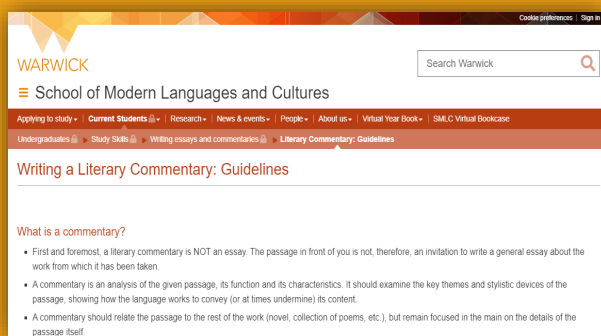 Cookie preferences | Sign in
WARWICK
Search Warwick
School of Modern Languages and Cultures
Applying to study | Current Students | Research | News & events | People | About us | Virtual Year Book | SMLC Virtual Bookcase
Undergraduates Study Skills Writing essays and commentaries Literary Commentary: Guidelines
Writing a Literary Commentary: Guidelines
What is a commentary?
First and foremost, a literary commentary is NOT an essay. The passage in front of you is not, therefore, an invitation to write a general essay about the
work from which it has been taken.
A commentary is an analysis of the given passage, its function and its characteristics. It should examine the key themes and stylistic devices of the
passage, showing how the language works to convey (or at times undermine) its content.
A commentary should relate the passage to the rest of the work (novel, collection of poems, etc.), but remain focused in the main on the details of the
passage itself.